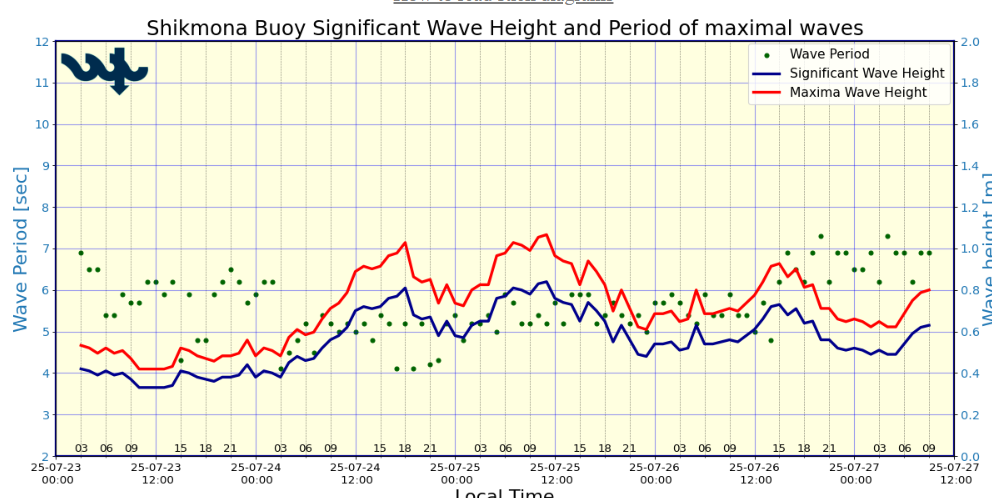 Shikmona Buoy Significant Wave Height and Period of maximal waves
Wave Period
Significant Wave Height
Maxima Wave Height
Wave Period [sec]
12
11
10
9
8
7
6
5
4
3
2
2.0
1.8
1.6
1.4
1.2
1.0
0.8
0.6
0.4
0.2
0.0
Wave height [m]
03 06 09 15 18 21 03 06 09 15 18 21 03 06 09 15 18 21 03 06 09 15 18 21 03 06 09
25-07-23 25-07-23 25-07-24 25-07-24 25-07-25 25-07-25 25-07-26 25-07-26 25-07-27 25-07-27
00:00 12:00 00:00 12:00 00:00 12:00 00:00 12:00 00:00 12:00
Local Time